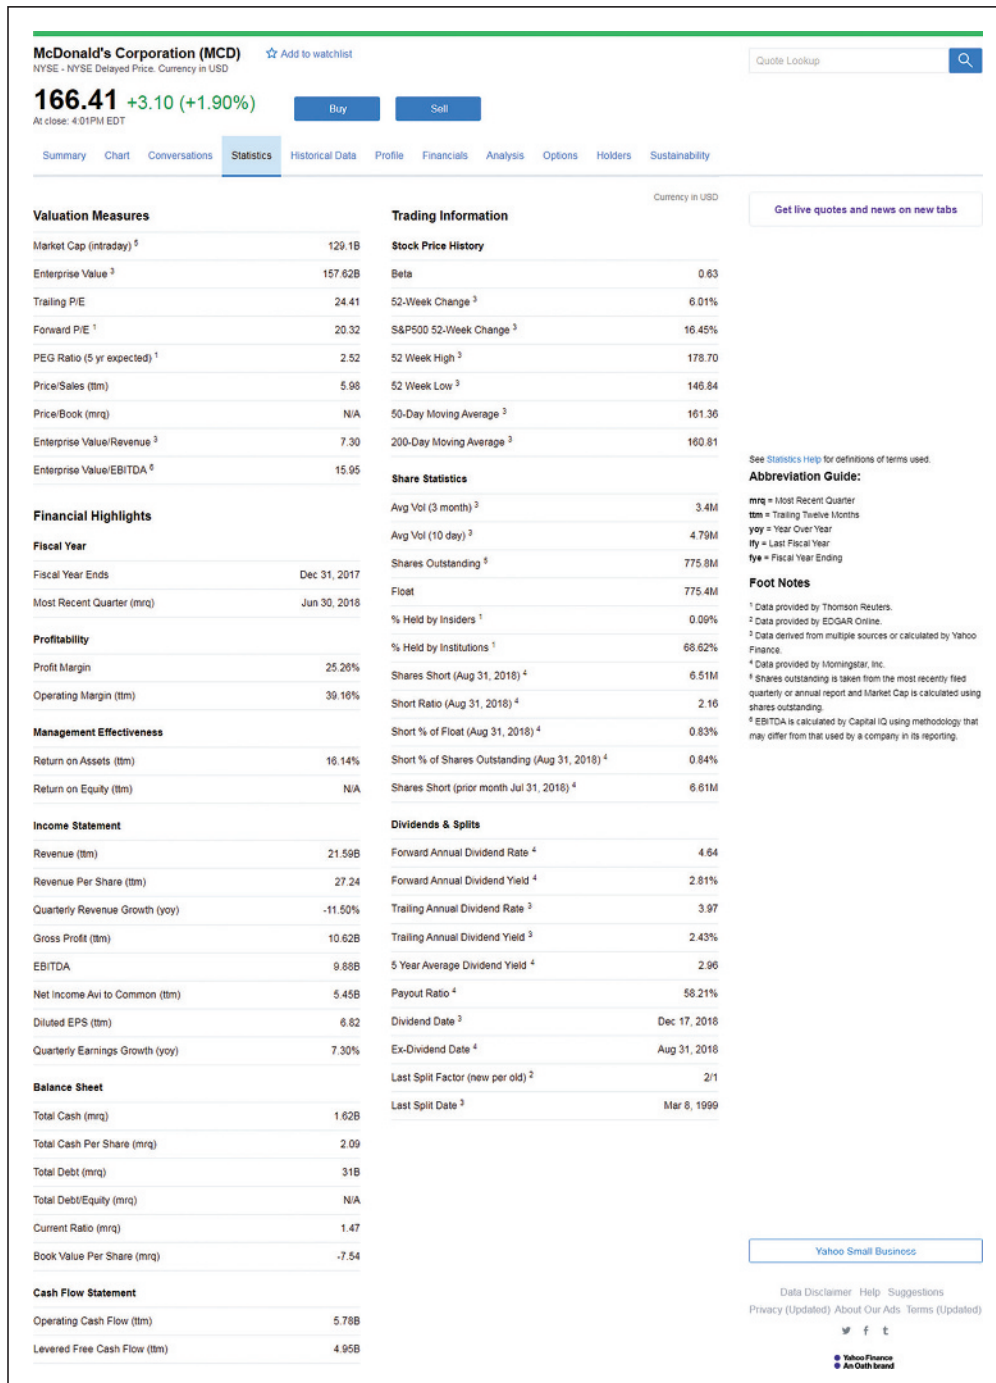 McDonald's Corporation (MCD) ☆ Add to watchlist
NYSE - NYSE Delayed Price. Currency in USD
Quote Lookup
166.41 +3.10 (+1.90%)
At close: 4:01PM EDT
Buy Sell
Summary Chart Conversations Statistics Historical Data Profile Financials Analysis Options Holders Sustainability
Currency in USD
Valuation Measures
Market Cap (intraday) 5 129.1B
Enterprise Value 3 157.62B
Trailing P/E 24.41
Forward P/E 1 20.32
PEG Ratio (5 yr expected) 1 2.52
Price/Sales (ttm) 5.98
Price/Book (mrq) N/A
Enterprise Value/Revenue 3 7.30
Enterprise Value/EBITDA 6 15.95
Financial Highlights
Fiscal Year
Fiscal Year Ends Dec 31, 2017
Most Recent Quarter (mrq) Jun 30, 2018
Profitability
Profit Margin 25.26%
Operating Margin (ttm) 39.16%
Management Effectiveness
Return on Assets (ttm) 16.14%
Return on Equity (ttm) N/A
Income Statement
Revenue (ttm) 21.59B
Revenue Per Share (ttm) 27.24
Quarterly Revenue Growth (yoy) -11.50%
Gross Profit (ttm) 10.62B
EBITDA 9.88B
Net Income Avi to Common (ttm) 5.45B
Diluted EPS (ttm) 6.82
Quarterly Earnings Growth (yoy) 7.30%
Balance Sheet
Total Cash (mrq) 1.62B
Total Cash Per Share (mrq) 2.09
Total Debt (mrq) 31B
Total Debt/Equity (mrq) N/A
Current Ratio (mrq) 1.47
Book Value Per Share (mrq) -7.54
Cash Flow Statement
Operating Cash Flow (ttm) 5.78B
Levered Free Cash Flow (ttm) 4.95B
Trading Information
Stock Price History
Beta 0.63
52-Week Change 3 6.01%
S&P500 52-Week Change 3 16.45%
52 Week High 3 178.70
52 Week Low 3 146.84
50-Day Moving Average 3 161.36
200-Day Moving Average 3 160.81
Share Statistics
Avg Vol (3 month) 3 3.4M
Avg Vol (10 day) 3 4.79M
Shares Outstanding 5 775.8M
Float 775.4M
% Held by Insiders 1 0.09%
% Held by Institutions 1 68.62%
Shares Short (Aug 31, 2018) 4 6.51M
Short Ratio (Aug 31, 2018) 4 2.16
Short % of Float (Aug 31, 2018) 4 0.83%
Short % of Shares Outstanding (Aug 31, 2018) 4 0.84%
Shares Short (prior month Jul 31, 2018) 4 6.61M
Dividends & Splits
Forward Annual Dividend Rate 4 4.64
Forward Annual Dividend Yield 4 2.81%
Trailing Annual Dividend Rate 3 3.97
Trailing Annual Dividend Yield 3 2.43%
5 Year Average Dividend Yield 4 2.96
Payout Ratio 4 58.21%
Dividend Date 3 Dec 17, 2018
Ex-Dividend Date 4 Aug 31, 2018
Last Split Factor (new per old) 2 2/1
Last Split Date 3 Mar 8, 1999
Get live quotes and news on new tabs
See Statistics Help for definitions of terms used.
Abbreviation Guide:
mrq = Most Recent Quarter
ttm = Trailing Twelve Months
yoy = Year Over Year
lfy = Last Fiscal Year
fye = Fiscal Year Ending
Foot Notes
1 Data provided by Thomson Reuters.
2 Data provided by EDGAR Online.
3 Data derived from multiple sources or calculated by Yahoo
Finance.
4 Data provided by Morningstar, Inc.
5 Shares outstanding is taken from the most recently filed
quarterly or annual report and Market Cap is calculated using
shares outstanding.
6 EBITDA is calculated by Capital IQ using methodology that
may differ from that used by a company in its reporting.
Yahoo Small Business
Data Disclaimer Help Suggestions
Privacy (Updated) About Our Ads Terms (Updated)
Yahoo Finance
An Oath brand